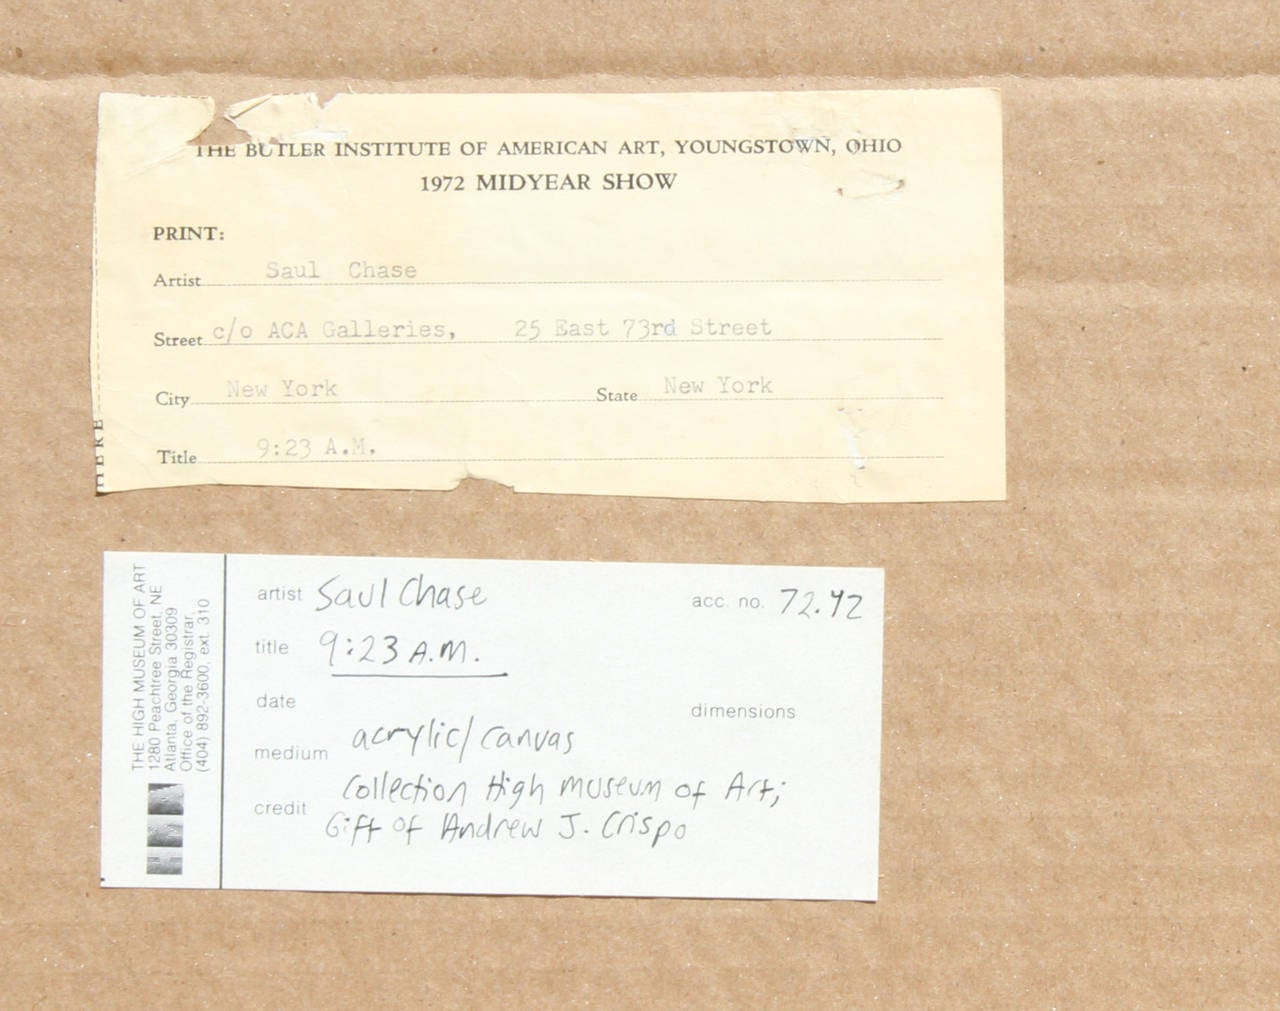 THE BUTLER INSTITUTE OF AMERICAN ART, YOUNGSTOWN, OHIO
1972 MIDYEAR SHOW
PRINT:
Artist Saul Chase
Street c/o ACA Galleries, 25 East 73rd Street
City New York State New York
Title 9:23 A.M.
HERE
THE HIGH MUSEUM OF ART
1280 Peachtree Street, NE
Atlanta, Georgia 30309
Office of the Registrar,
(404) 892-3600, ext. 310
artist Saul Chase acc. no. 72.42
title 9:23 A.M.
date
dimensions
medium acrylic/canvas
credit Collection High Museum of Art;
Gift of Andrew J. Crispo